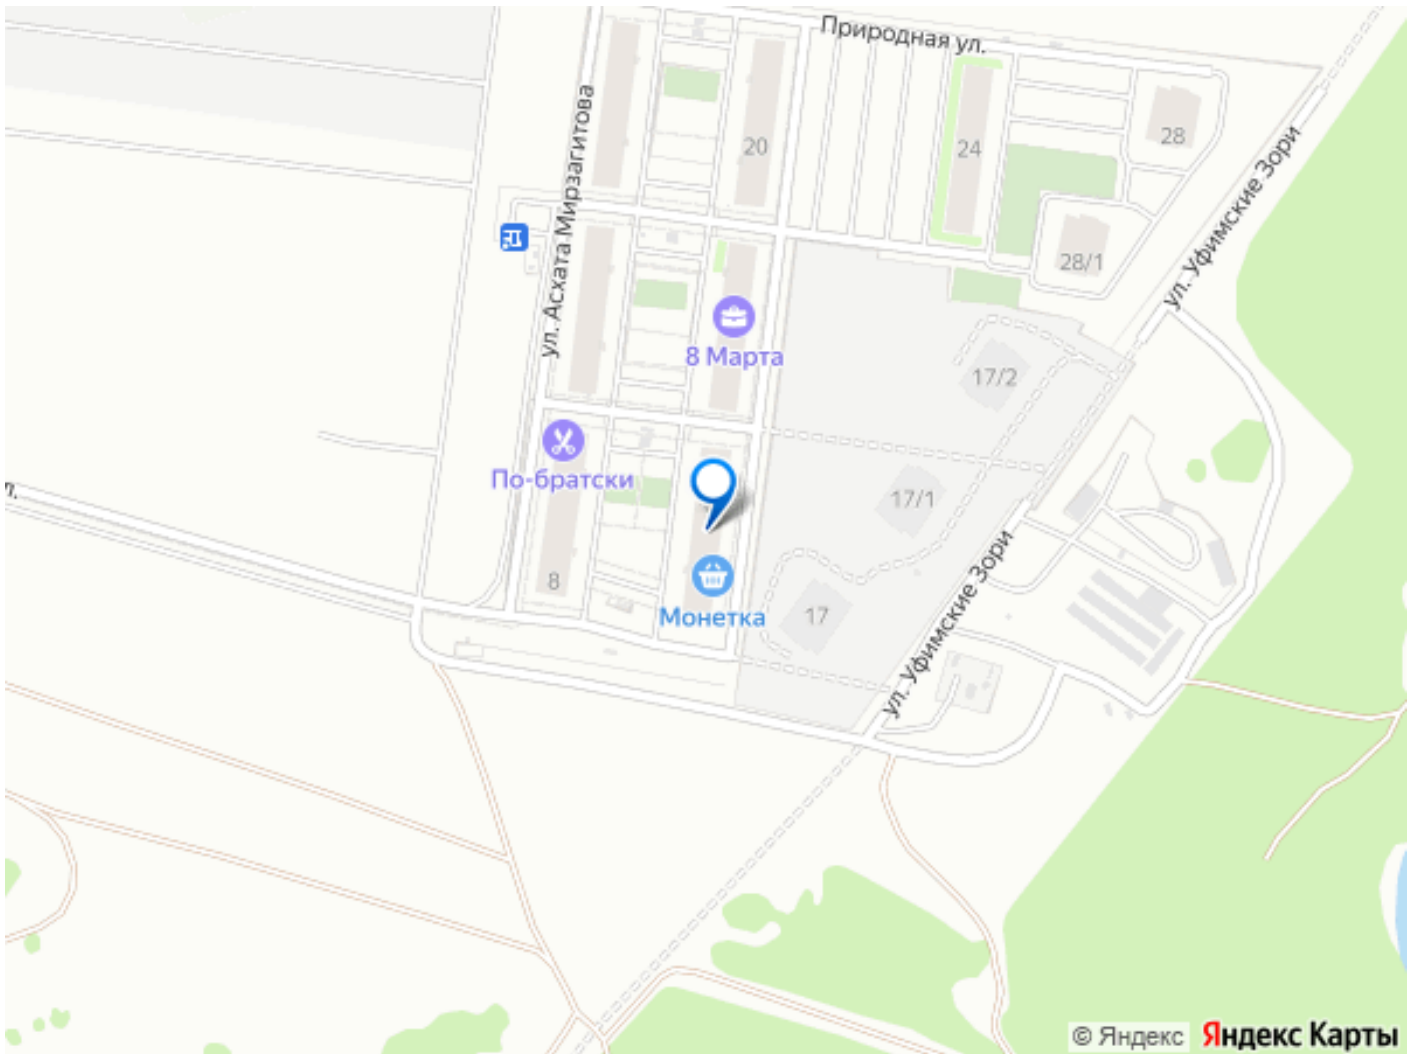 Природная ул.
ул. Асхата Мирзагитова
20
24
28
ул. Уфимские Зори
28/1
8 Марта
17/2
По-братски
л.
17/1
ул. Уфимские Зори
8
Монетка
17
© Яндекс Яндекс Карты